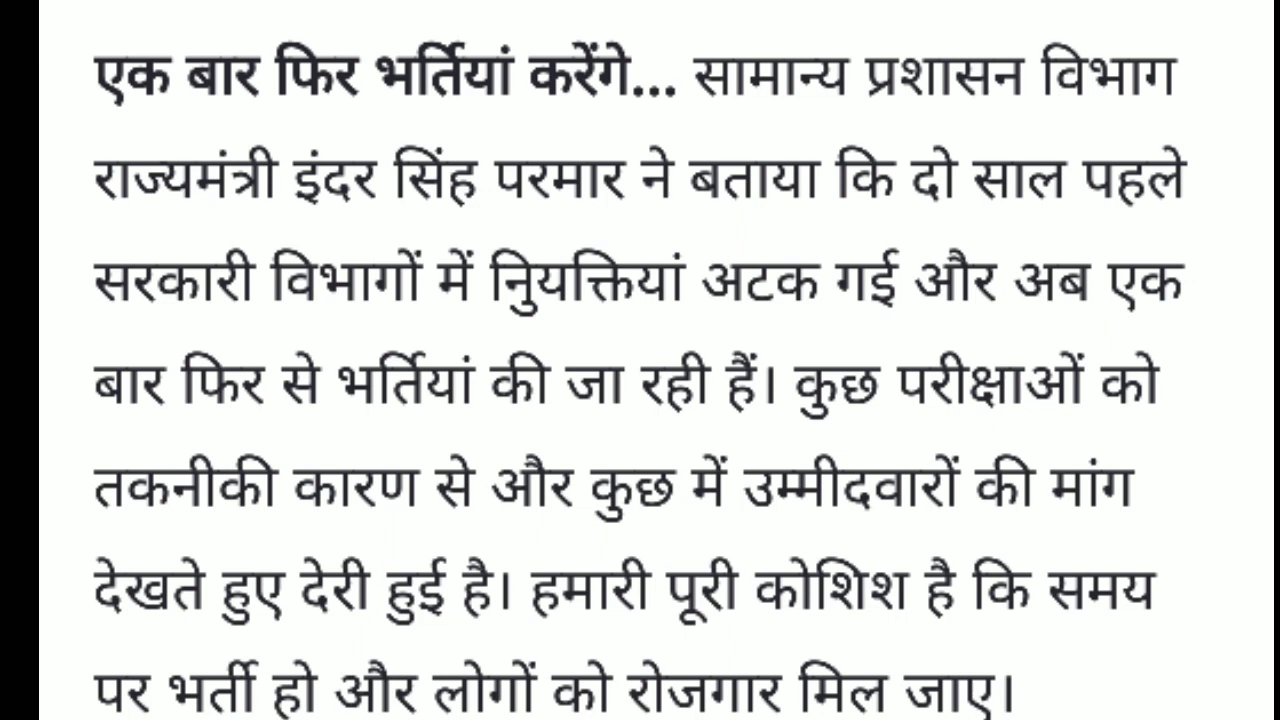 एक बार फिर भर्तियां करेंगे... सामान्य प्रशासन विभाग
राज्यमंत्री इंदर सिंह परमार ने बताया कि दो साल पहले
सरकारी विभागों में निुयक्तियां अटक गई और अब एक
बार फिर से भर्तियां की जा रही हैं। कुछ परीक्षाओं को
तकनीकी कारण से और कुछ में उम्मीदवारों की मांग
देखते हुए देरी हुई है। हमारी पूरी कोशिश है कि समय
पर भर्ती हो और लोगों को रोजगार मिल जाए।